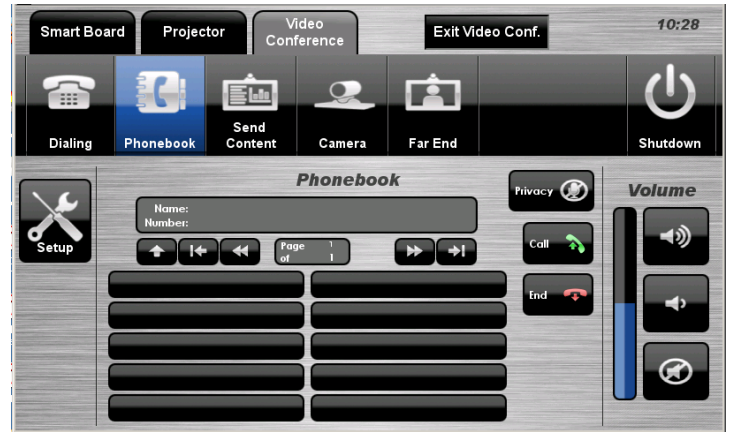 Smart Board
Projector
Video
Conference
Exit Video Conf.
10:28
Dialing
Phonebook
Send
Content
Camera
Far End
Shutdown
Setup
Phonebook
Name:
Number:
Page 1
of 1
Privacy
Call
End
Volume